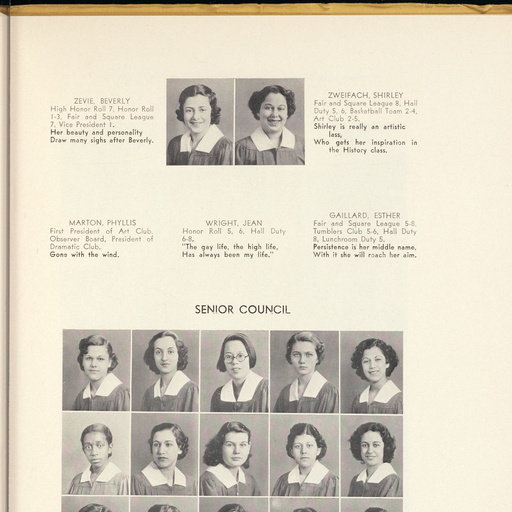 ZEVIE, BEVERLY
High Honor Roll 7, Honor Roll
1-3, Fair and Square League
7, Vice President 1.
Her beauty and personality
Draw many sighs after Beverly.
ZWEIFACH, SHIRLEY
Fair and Square League 8, Hall
Duty 5, 6, Basketball Team 2-4,
Art Club 2-5.
Shirley is really an artistic
lass,
Who gets her inspiration in
the History class.
MARTON, PHYLLIS
First President of Art Club,
Observer Board, President of
Dramatic Club.
Gone with the wind.
WRIGHT, JEAN
Honor Roll 5, 6, Hall Duty
6-8.
"The gay life, the high life,
Has always been my life."
GAILLARD, ESTHER
Fair and Square League 5-8,
Tumblers Club 5-6, Hall Duty
8, Lunchroom Duty 5.
Persistence is her middle name,
With it she will reach her aim.
SENIOR COUNCIL